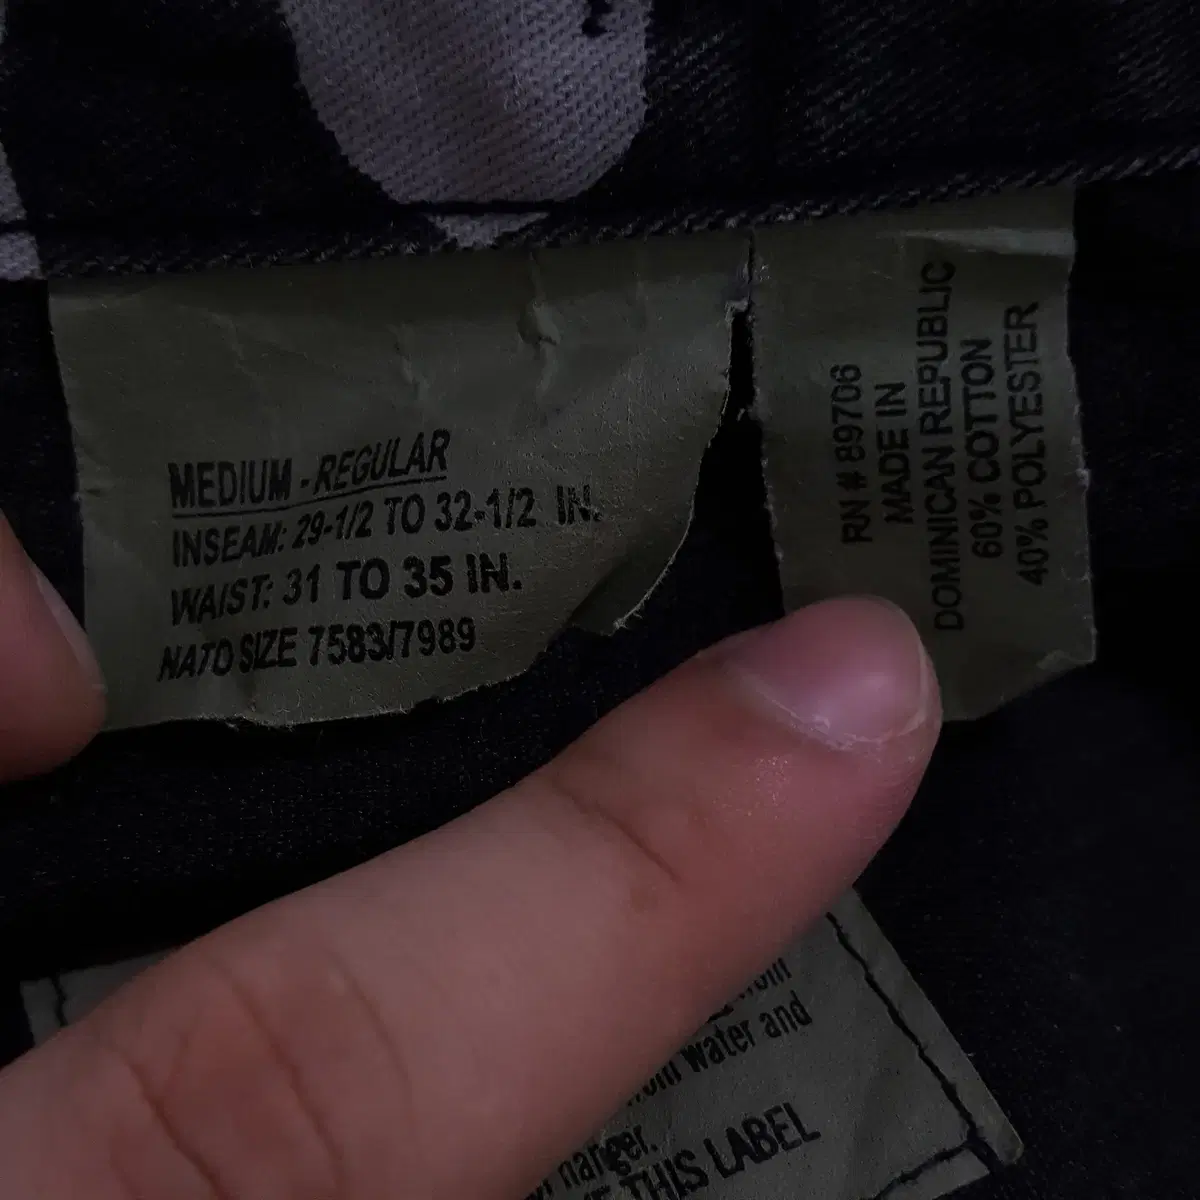 MEDIUM - REGULAR
INSEAM: 29-1/2 TO 32-1/2 IN.
WAIST: 31 TO 35 IN.
NATO SIZE 7583/7989
RN # 89706
MADE IN
DOMINICAN REPUBLIC
60% COTTON
40% POLYESTER
water and
hanger.
THIS LABEL